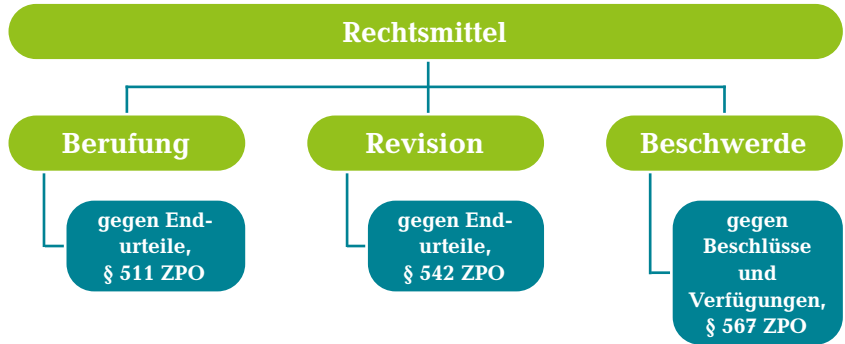 Rechtsmittel
Berufung
Revision
Beschwerde
gegen End-
urteile,
§ 511 ZPO
gegen End-
urteile,
§ 542 ZPO
gegen
Beschlüsse
und
Verfügungen,
§ 567 ZPO